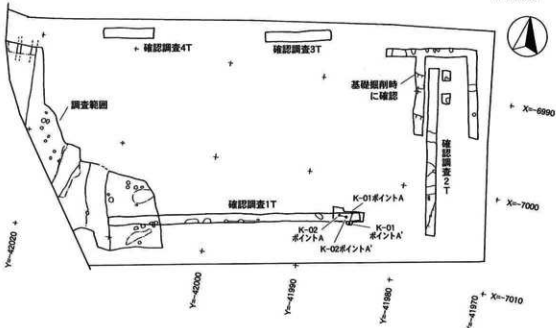 確認調査4T
確認調査3T
基礎掘削時
に確認
X=-6990
調査範囲
確認調査2T
K-01ポイントA
X=-7000
確認調査1T
K-02
ポイントA
K-01
ポイントA'
K-02ポイントA'
Y=-42020
Y=-42000
Y=-41990
Y=-41980
Y=-41970
X=-7010